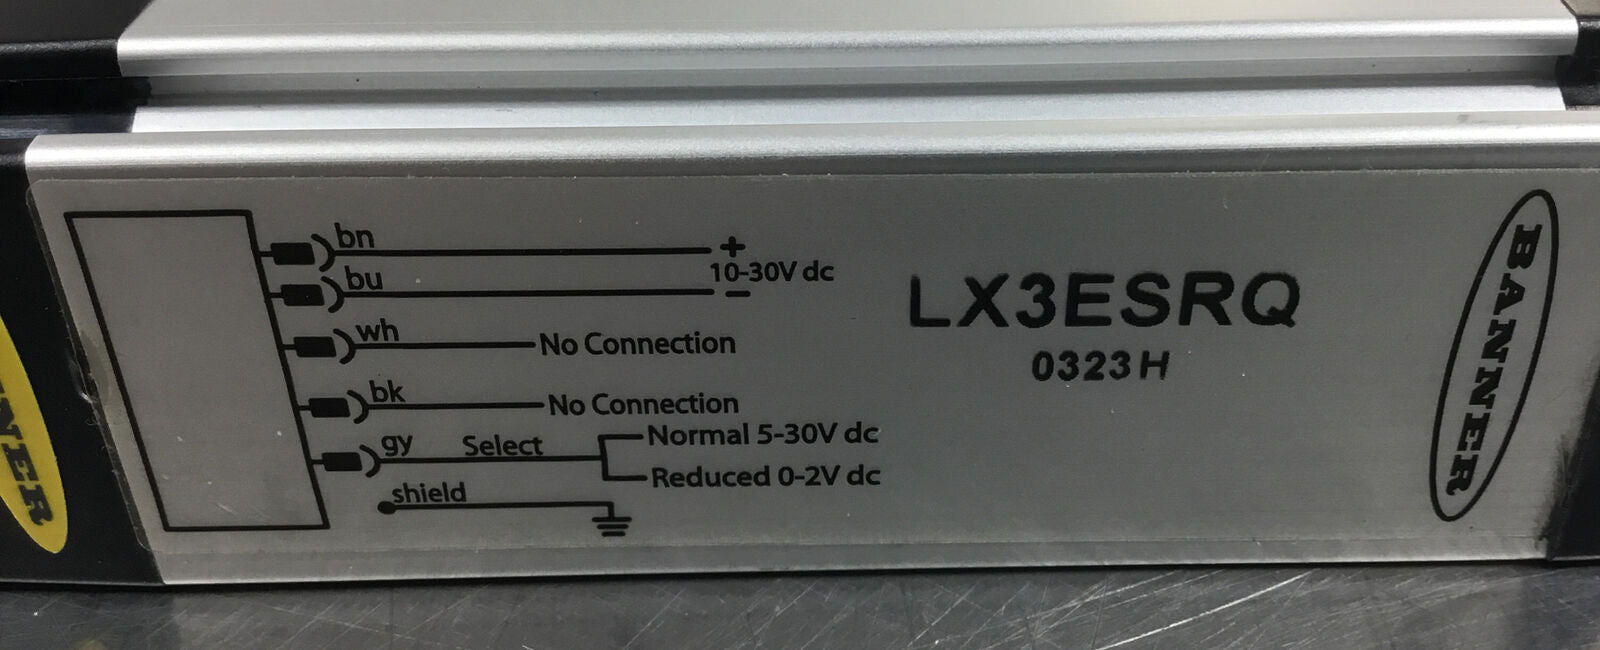 bn
+
bu
10-30V dc
−
wh
No Connection
bk
No Connection
gy
Select
Normal 5-30V dc
Reduced 0-2V dc
shield
LX3ESRQ
0323H
BANNER
NER